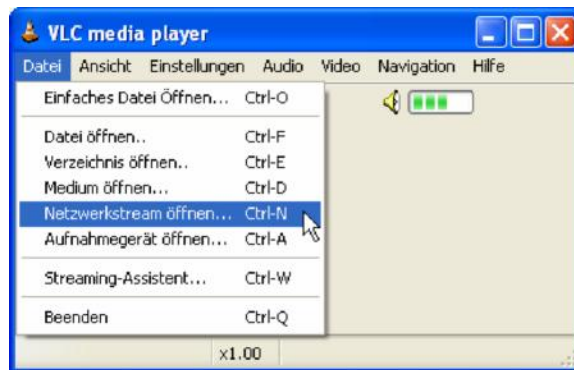 VLC media player
Datei Ansicht Einstellungen Audio Video Navigation Hilfe
Einfaches Datei Öffnen... Ctrl-O
Datei öffnen.. Ctrl-F
Verzeichnis öffnen.. Ctrl-E
Medium öffnen... Ctrl-D
Netzwerkstream öffnen... Ctrl-N
Aufnahmegerät öffnen... Ctrl-A
Streaming-Assistent... Ctrl-W
Beenden Ctrl-Q
x1.00